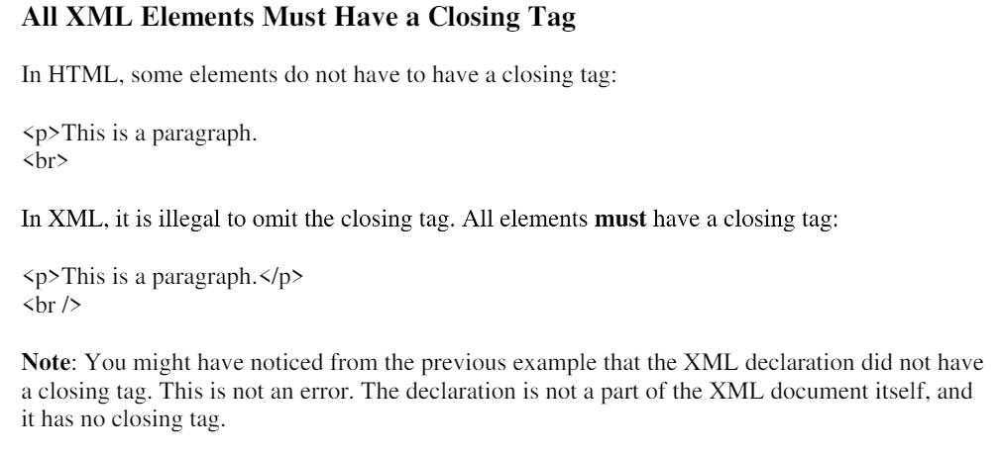 All XML Elements Must Have a Closing Tag
In HTML, some elements do not have to have a closing tag:
<p>This is a paragraph.
<br>
In XML, it is illegal to omit the closing tag. All elements must have a closing tag:
<p>This is a paragraph.</p>
<br />
Note: You might have noticed from the previous example that the XML declaration did not have
a closing tag. This is not an error. The declaration is not a part of the XML document itself, and
it has no closing tag.